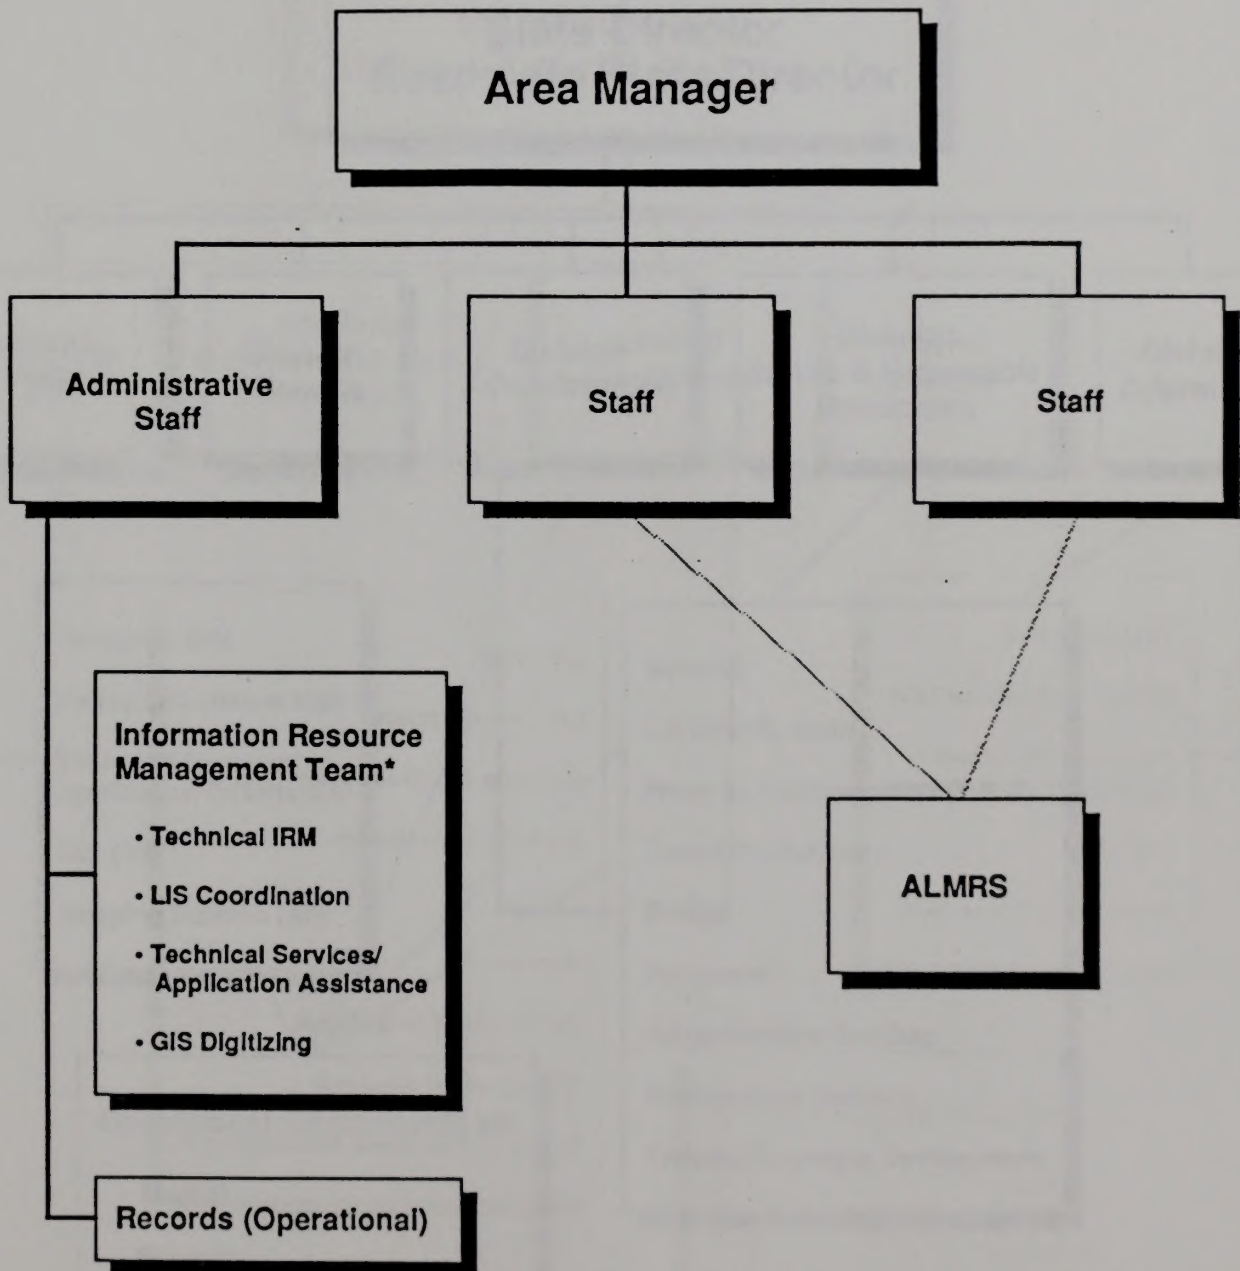 Area Manager
Administrative
Staff
Staff
Staff
Information Resource
Management Team*
• Technical IRM
• LIS Coordination
• Technical Services/
Application Assistance
• GIS Digitizing
ALMRS
Records (Operational)